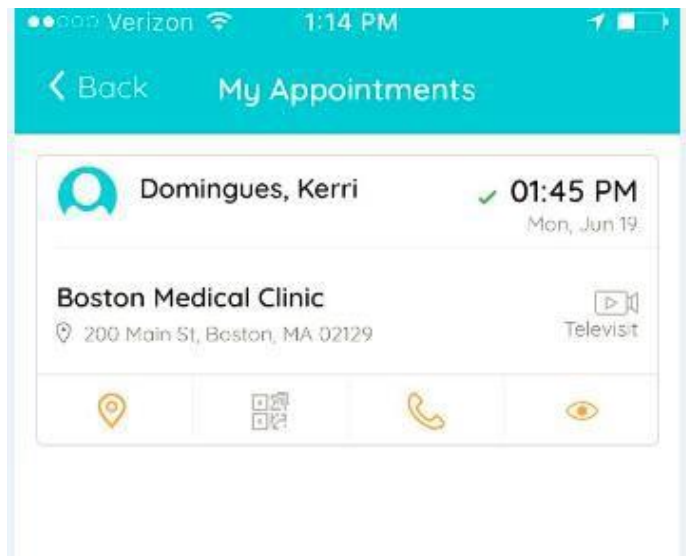 Verizon 1:14 PM
Back My Appointments
Domingues, Kerri 01:45 PM
Mon, Jun 19
Boston Medical Clinic
200 Main St, Boston, MA 02129 Televisit